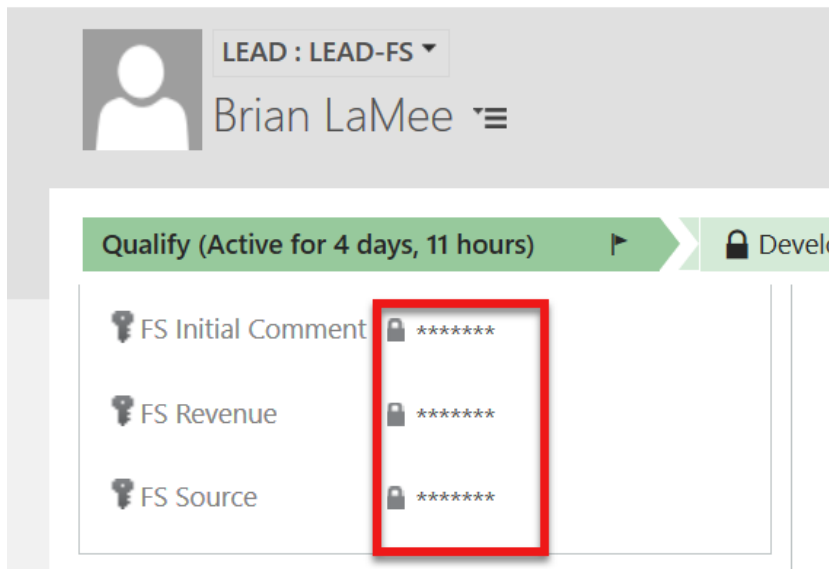 LEAD : LEAD-FS
Brian LaMee
Qualify (Active for 4 days, 11 hours)
Develo
FS Initial Comment *******
FS Revenue *******
FS Source *******